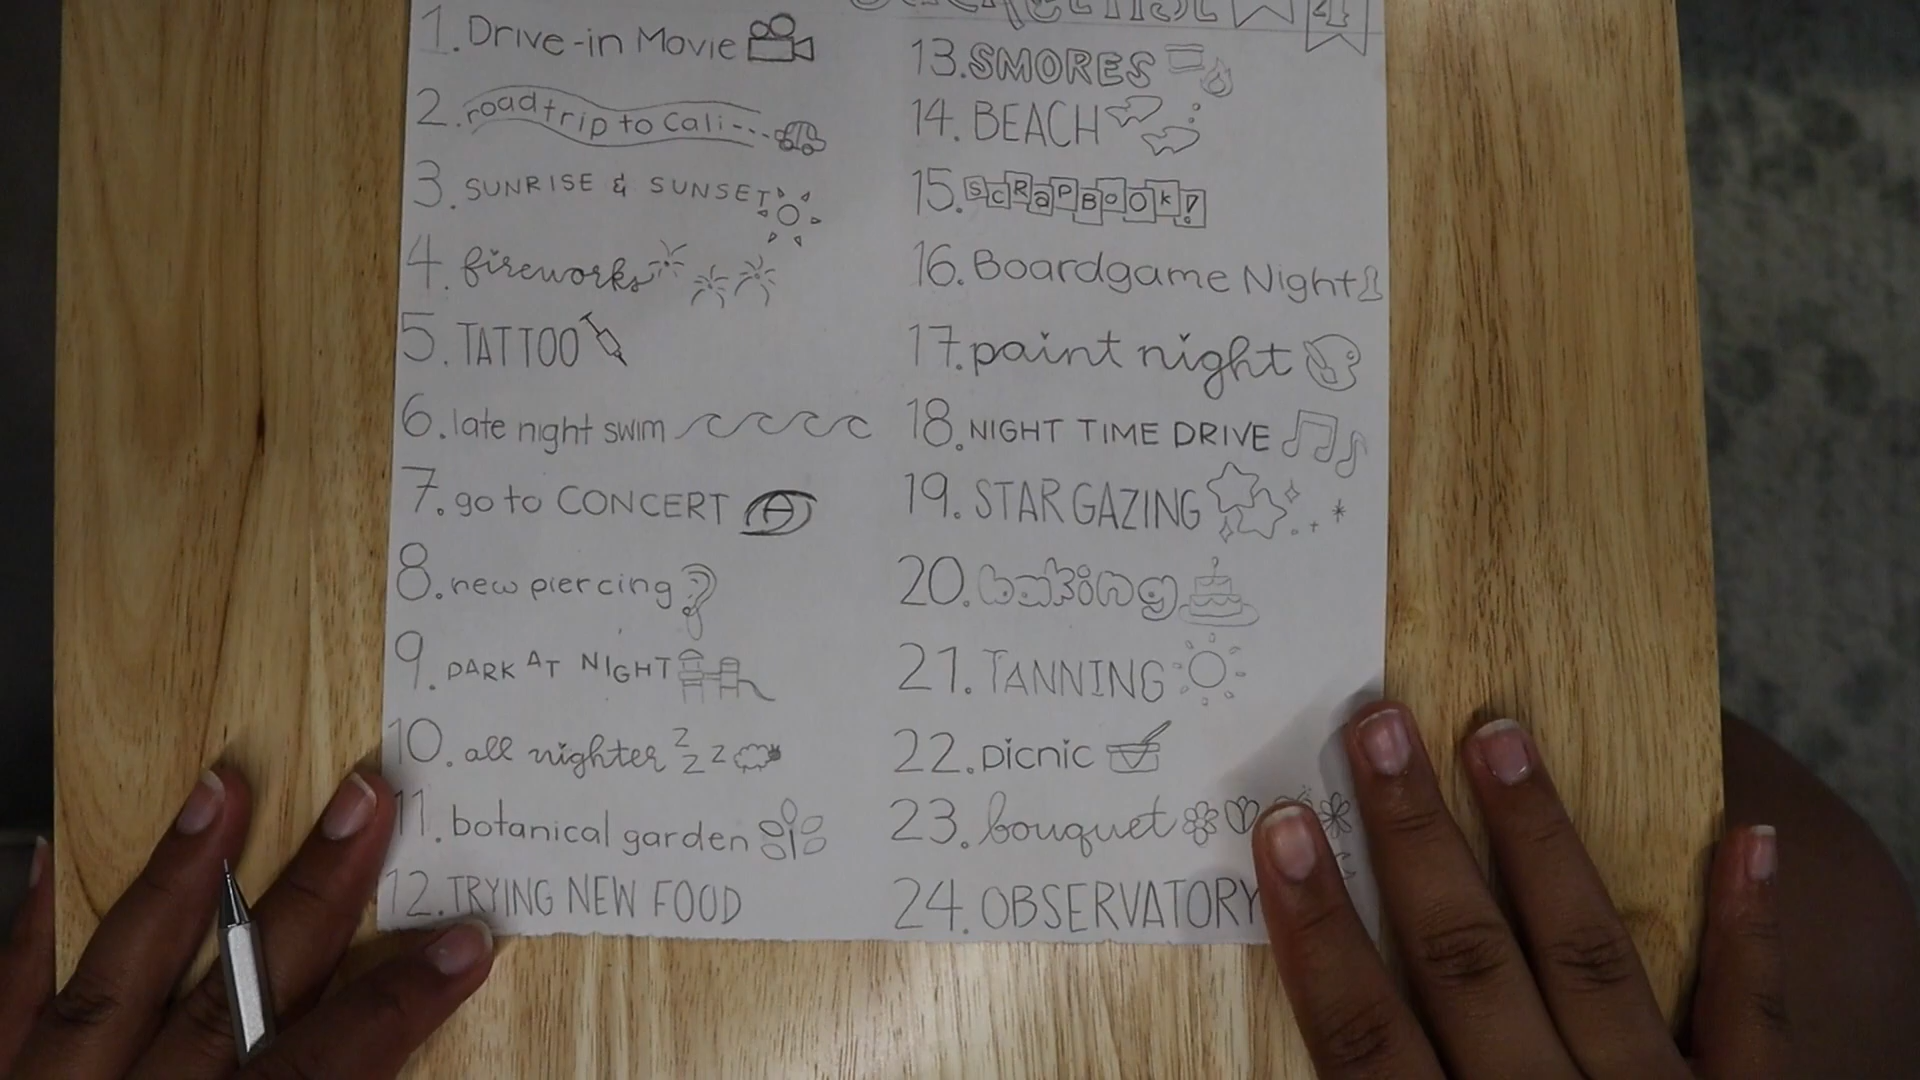 Bucketlist
24
1. Drive-in Movie
2. road trip to Cali---
3. SUNRISE & SUNSET
4. fireworks
5. TATTOO
6. late night swim
7. go to CONCERT
8. new piercing
9. PARK AT NIGHT
10. all nighter z z z
11. botanical garden
12. TRYING NEW FOOD
13. SMORES
14. BEACH
15. SCRaPBOOK!
16. Boardgame Night
17. paint night
18. NIGHT TIME DRIVE
19. STAR GAZING
20. baking
21. TANNING
22. picnic
23. bouquet
24. OBSERVATORY